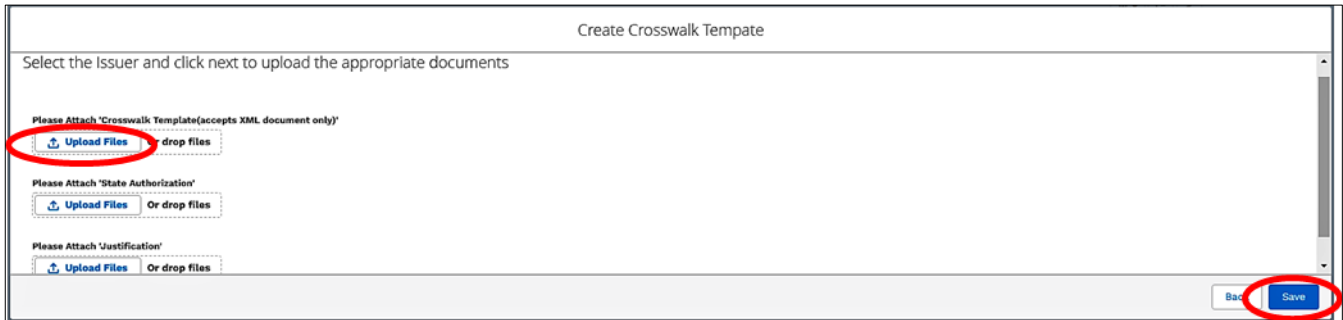 Create Crosswalk Tempate
Select the Issuer and click next to upload the appropriate documents
Please Attach 'Crosswalk Template(accepts XML document only)'
Upload Files Or drop files
Please Attach 'State Authorization'
Upload Files Or drop files
Please Attach 'Justification'
Upload Files Or drop files
Back Save